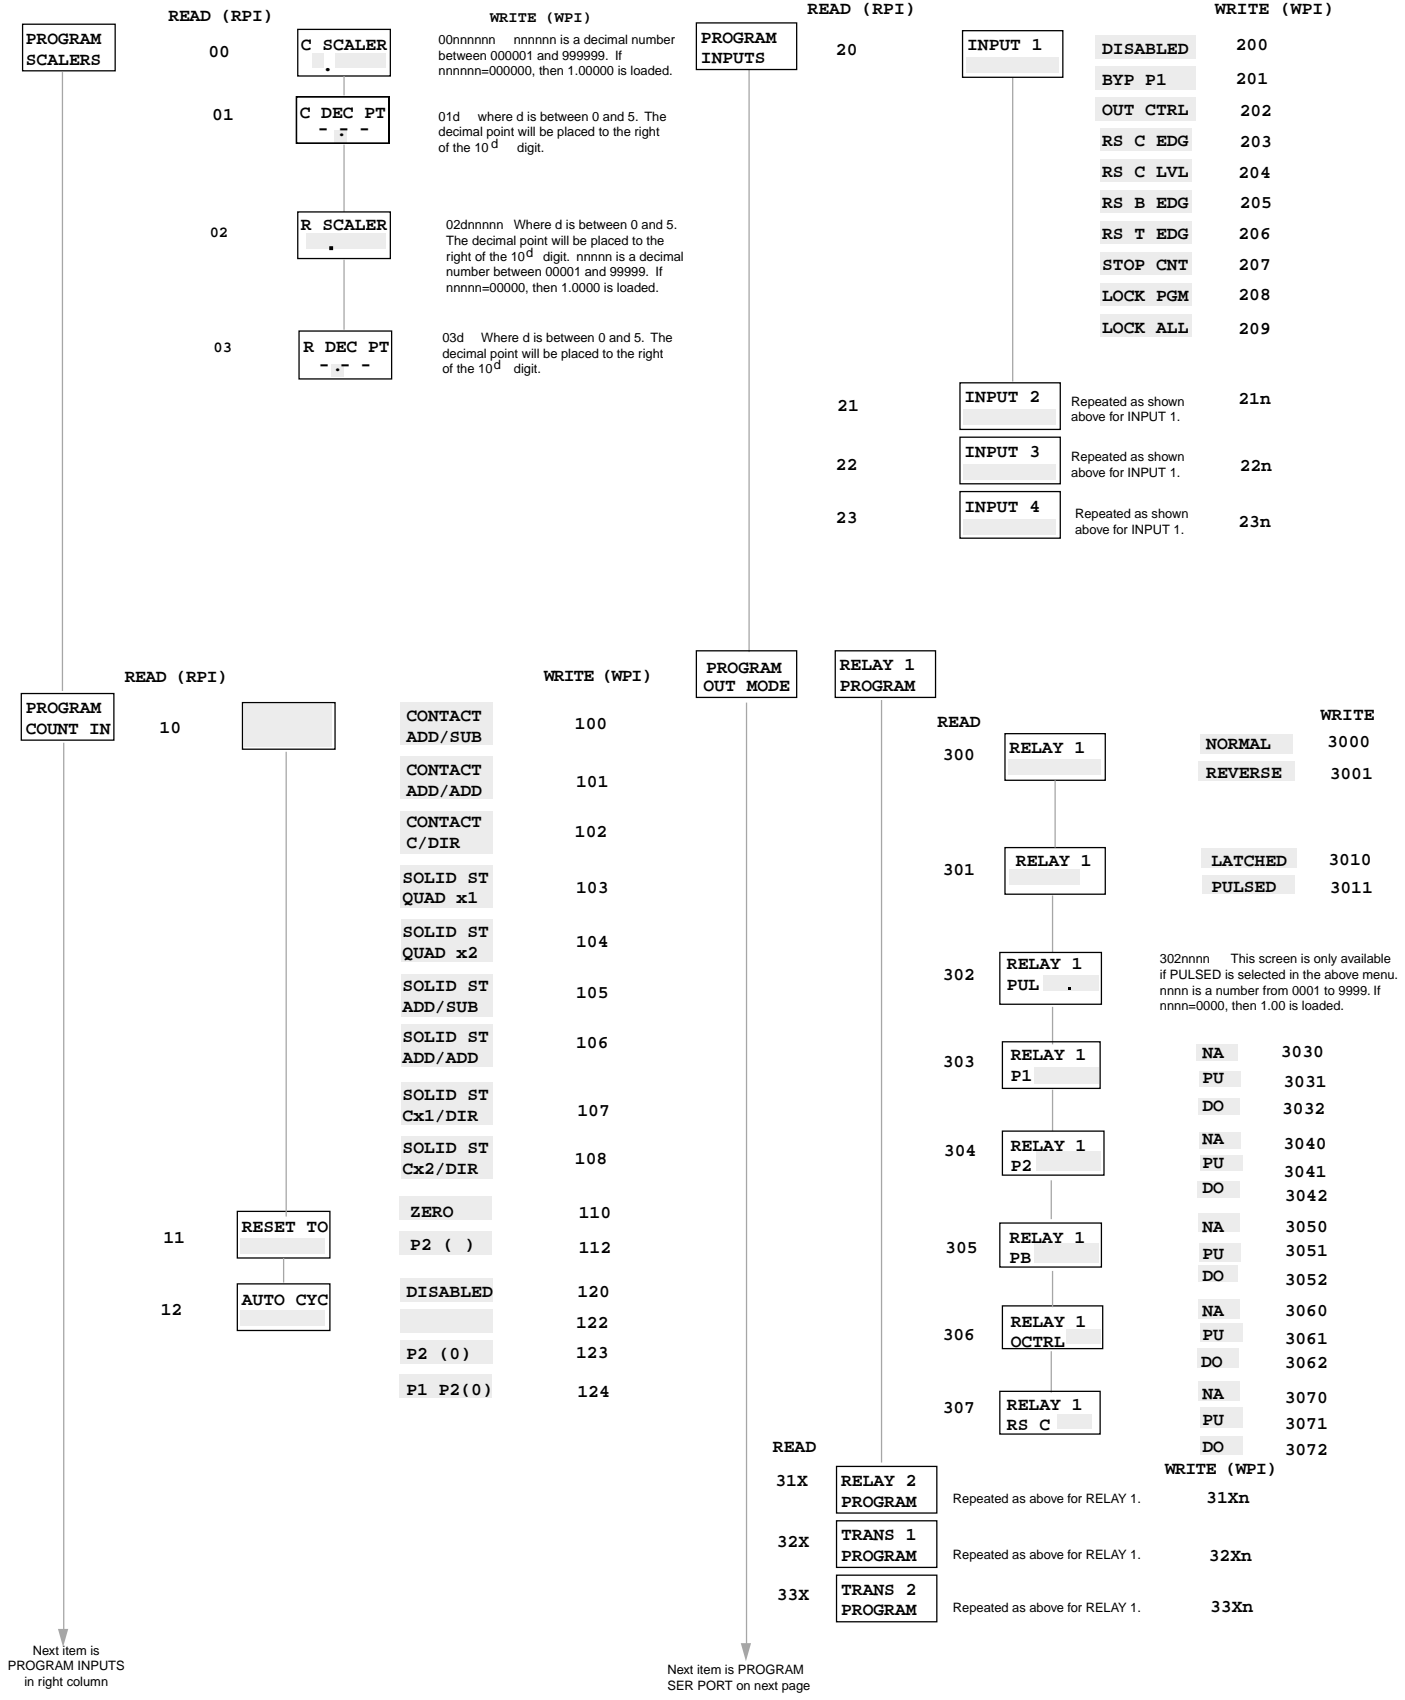 READ (RPI)
WRITE (WPI)
PROGRAM
SCALERS
00
C SCALER
.
00nnnnnn nnnnnn is a decimal number
between 000001 and 999999. If
nnnnnn=000000, then 1.00000 is loaded.
01
C DEC PT
- - -
.
01d where d is between 0 and 5. The
decimal point will be placed to the right
of the 10d digit.
02
R SCALER
.
02dnnnnn Where d is between 0 and 5.
The decimal point will be placed to the
right of the 10d digit. nnnnn is a decimal
number between 00001 and 99999. If
nnnnn=00000, then 1.0000 is loaded.
03
R DEC PT
-.- -
03d Where d is between 0 and 5. The
decimal point will be placed to the right
of the 10d digit.
READ (RPI)
WRITE (WPI)
PROGRAM
COUNT IN
10
CONTACT
ADD/SUB
100
CONTACT
ADD/ADD
101
CONTACT
C/DIR
102
SOLID ST
QUAD x1
103
SOLID ST
QUAD x2
104
SOLID ST
ADD/SUB
105
SOLID ST
ADD/ADD
106
SOLID ST
Cx1/DIR
107
SOLID ST
Cx2/DIR
108
11
RESET TO
ZERO 110
P2 ( ) 112
12
AUTO CYC
DISABLED 120
122
P2 (0) 123
P1 P2(0) 124
Next item is
PROGRAM INPUTS
in right column
READ (RPI)
WRITE (WPI)
PROGRAM
INPUTS
20
INPUT 1
DISABLED 200
BYP P1 201
OUT CTRL 202
RS C EDG 203
RS C LVL 204
RS B EDG 205
RS T EDG 206
STOP CNT 207
LOCK PGM 208
LOCK ALL 209
21
INPUT 2
Repeated as shown
above for INPUT 1.
21n
22
INPUT 3
Repeated as shown
above for INPUT 1.
22n
23
INPUT 4
Repeated as shown
above for INPUT 1.
23n
PROGRAM
OUT MODE
RELAY 1
PROGRAM
READ
WRITE
300
RELAY 1
NORMAL 3000
REVERSE 3001
301
RELAY 1
LATCHED 3010
PULSED 3011
302
RELAY 1
PUL .
302nnnn This screen is only available
if PULSED is selected in the above menu.
nnnn is a number from 0001 to 9999. If
nnnn=0000, then 1.00 is loaded.
303
RELAY 1
P1
NA 3030
PU 3031
DO 3032
304
RELAY 1
P2
NA 3040
PU 3041
DO 3042
305
RELAY 1
PB
NA 3050
PU 3051
DO 3052
306
RELAY 1
OCTRL
NA 3060
PU 3061
DO 3062
307
RELAY 1
RS C
NA 3070
PU 3071
DO 3072
READ
WRITE (WPI)
31X
RELAY 2
PROGRAM
Repeated as above for RELAY 1.
31Xn
32X
TRANS 1
PROGRAM
Repeated as above for RELAY 1.
32Xn
33X
TRANS 2
PROGRAM
Repeated as above for RELAY 1.
33Xn
Next item is PROGRAM
SER PORT on next page